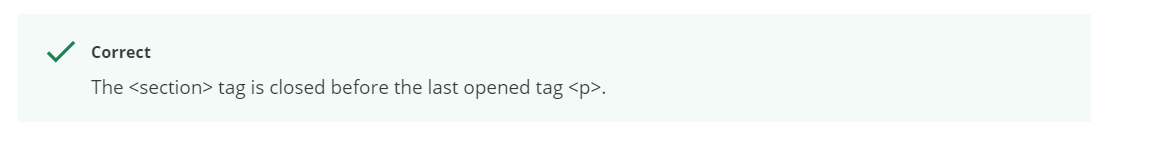 Correct
The <section> tag is closed before the last opened tag <p>.